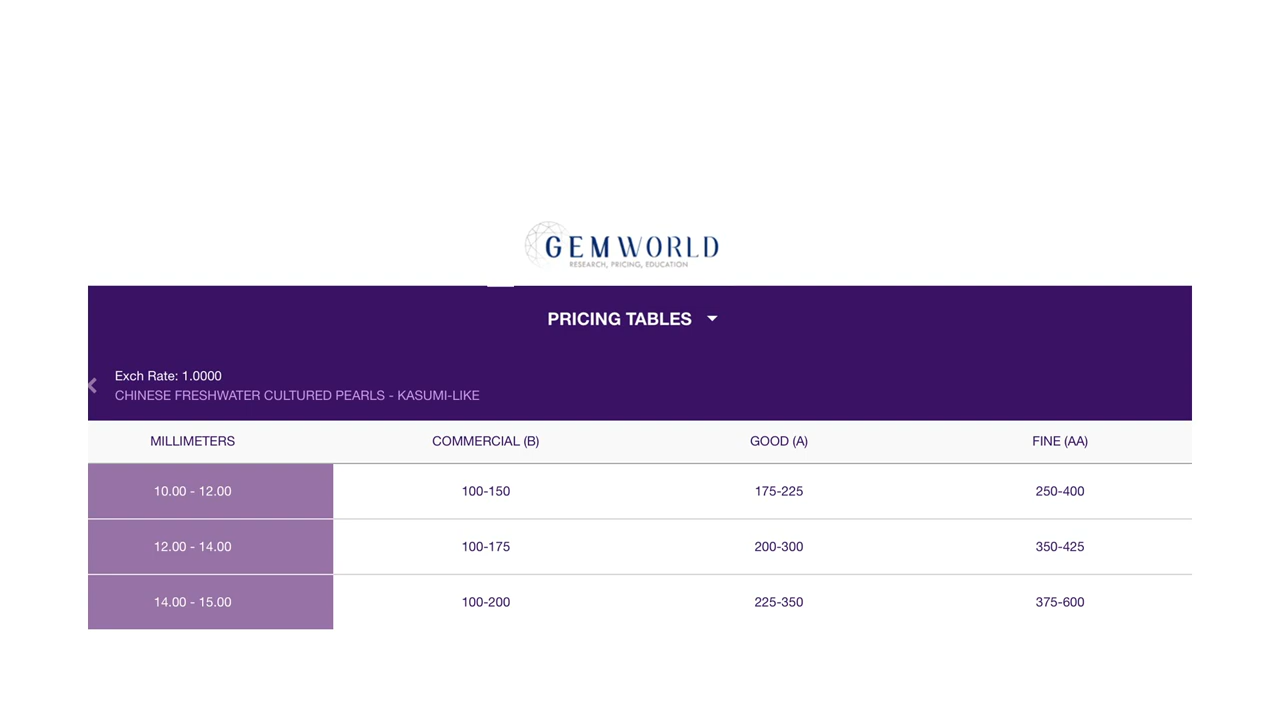 GEMWORLD
RESEARCH, PRICING, EDUCATION
PRICING TABLES
Exch Rate: 1.0000
CHINESE FRESHWATER CULTURED PEARLS - KASUMI-LIKE
MILLIMETERS COMMERCIAL (B) GOOD (A) FINE (AA)
10.00 - 12.00 100-150 175-225 250-400
12.00 - 14.00 100-175 200-300 350-425
14.00 - 15.00 100-200 225-350 375-600